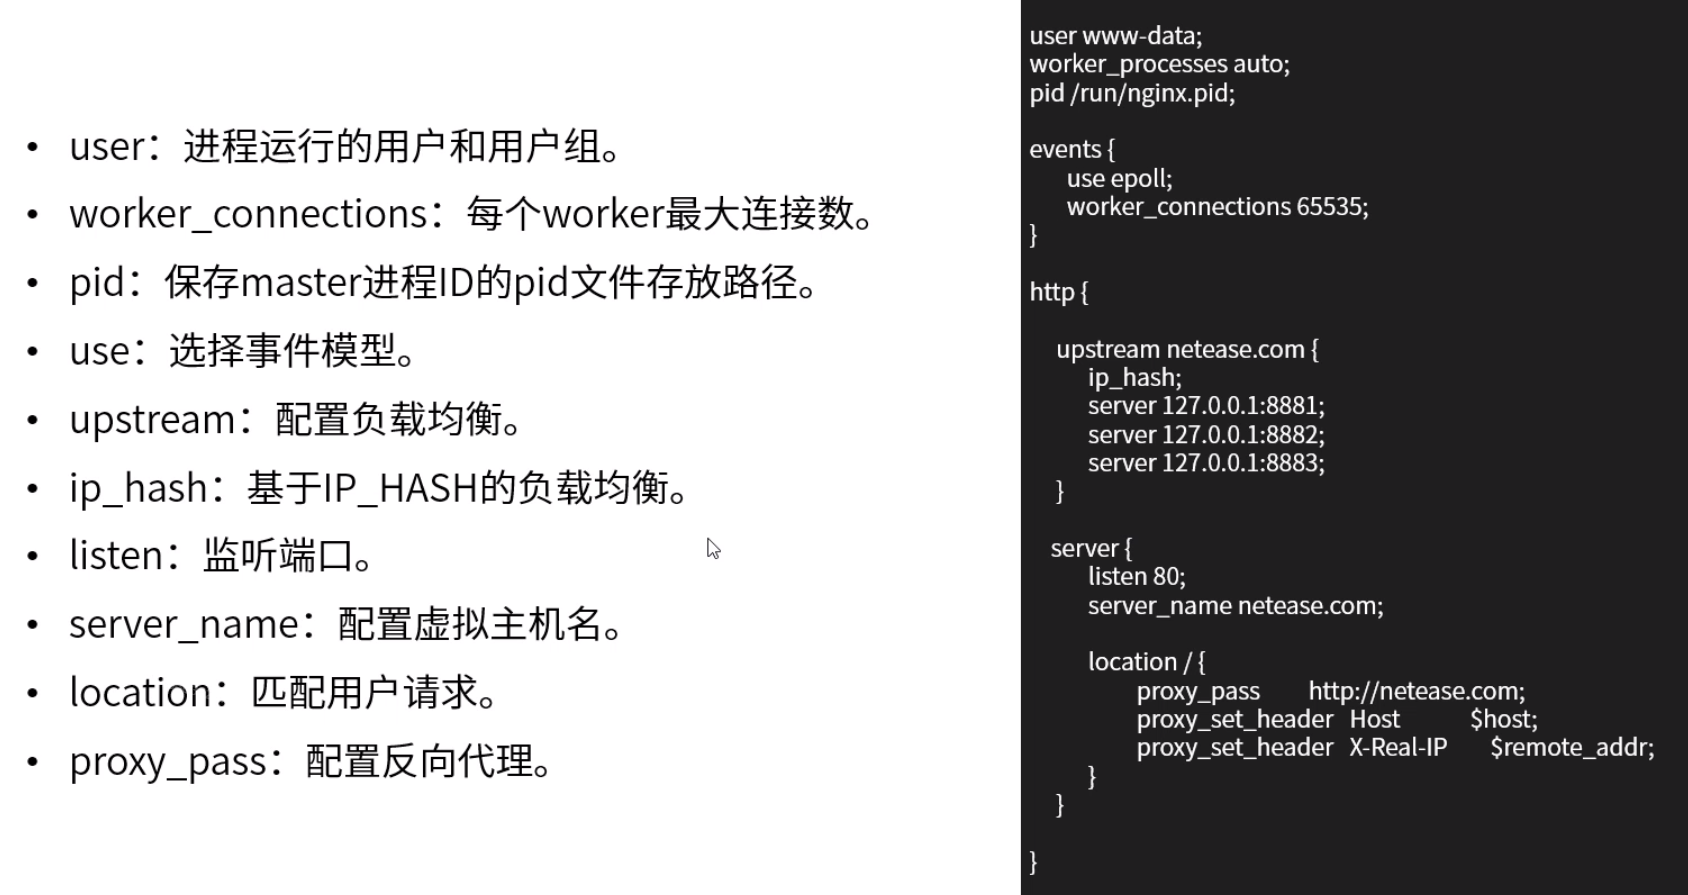 • user：进程运行的用户和用户组。
• worker_connections：每个worker最大连接数。
• pid：保存master进程ID的pid文件存放路径。
• use：选择事件模型。
• upstream：配置负载均衡。
• ip_hash：基于IP_HASH的负载均衡。
• listen：监听端口。
• server_name：配置虚拟主机名。
• location：匹配用户请求。
• proxy_pass：配置反向代理。
user www-data;
worker_processes auto;
pid /run/nginx.pid;
events {
use epoll;
worker_connections 65535;
}
http {
upstream netease.com {
ip_hash;
server 127.0.0.1:8881;
server 127.0.0.1:8882;
server 127.0.0.1:8883;
}
server {
listen 80;
server_name netease.com;
location / {
proxy_pass http://netease.com;
proxy_set_header Host $host;
proxy_set_header X-Real-IP $remote_addr;
}
}
}